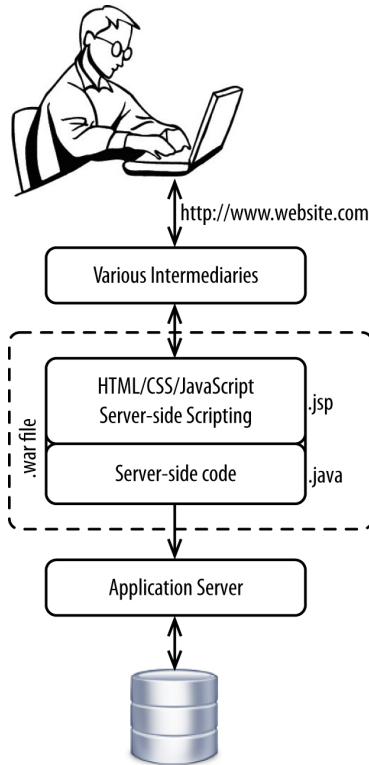 http://www.website.com
Various Intermediaries
HTML/CSS/JavaScript
Server-side Scripting
.jsp
.war file
Server-side code
.java
Application Server